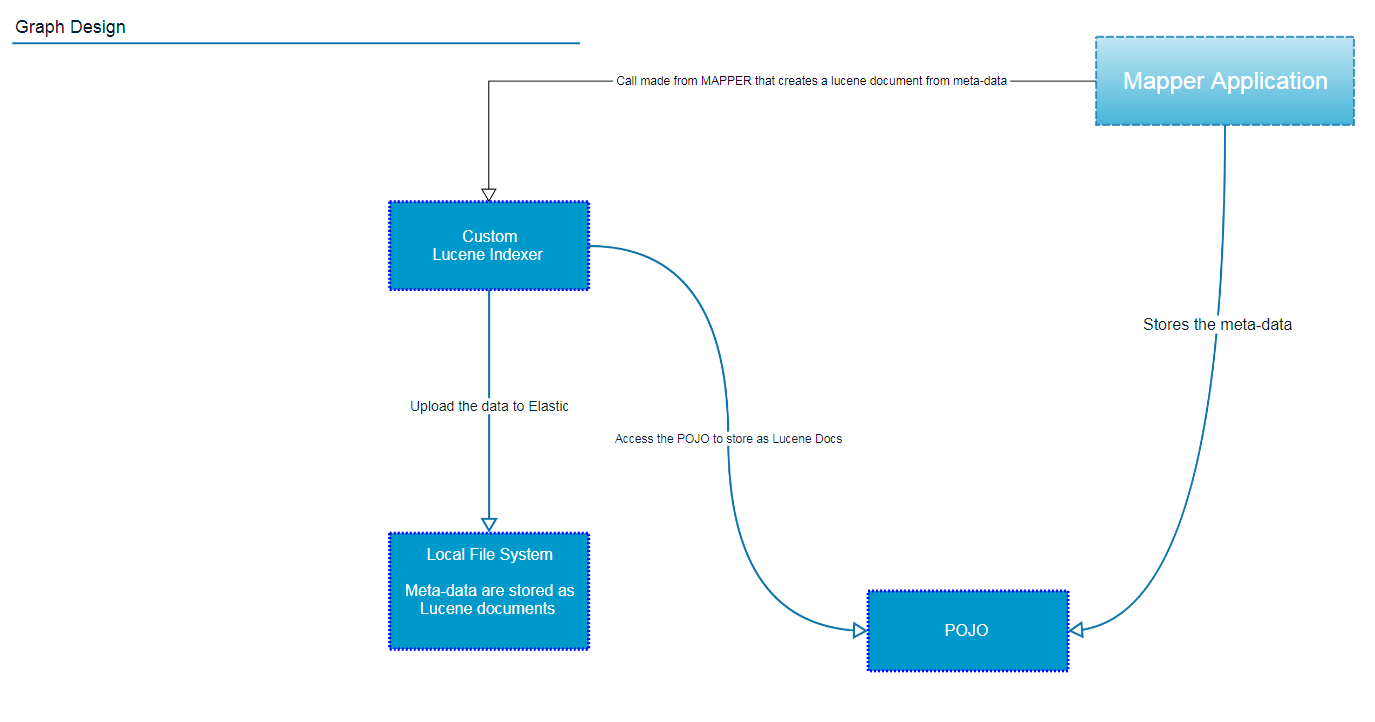 Graph Design
Mapper Application
Call made from MAPPER that creates a lucene document from meta-data
Custom
Lucene Indexer
Stores the meta-data
Upload the data to Elastic
Access the POJO to store as Lucene Docs
Local File System
Meta-data are stored as
Lucene documents
POJO